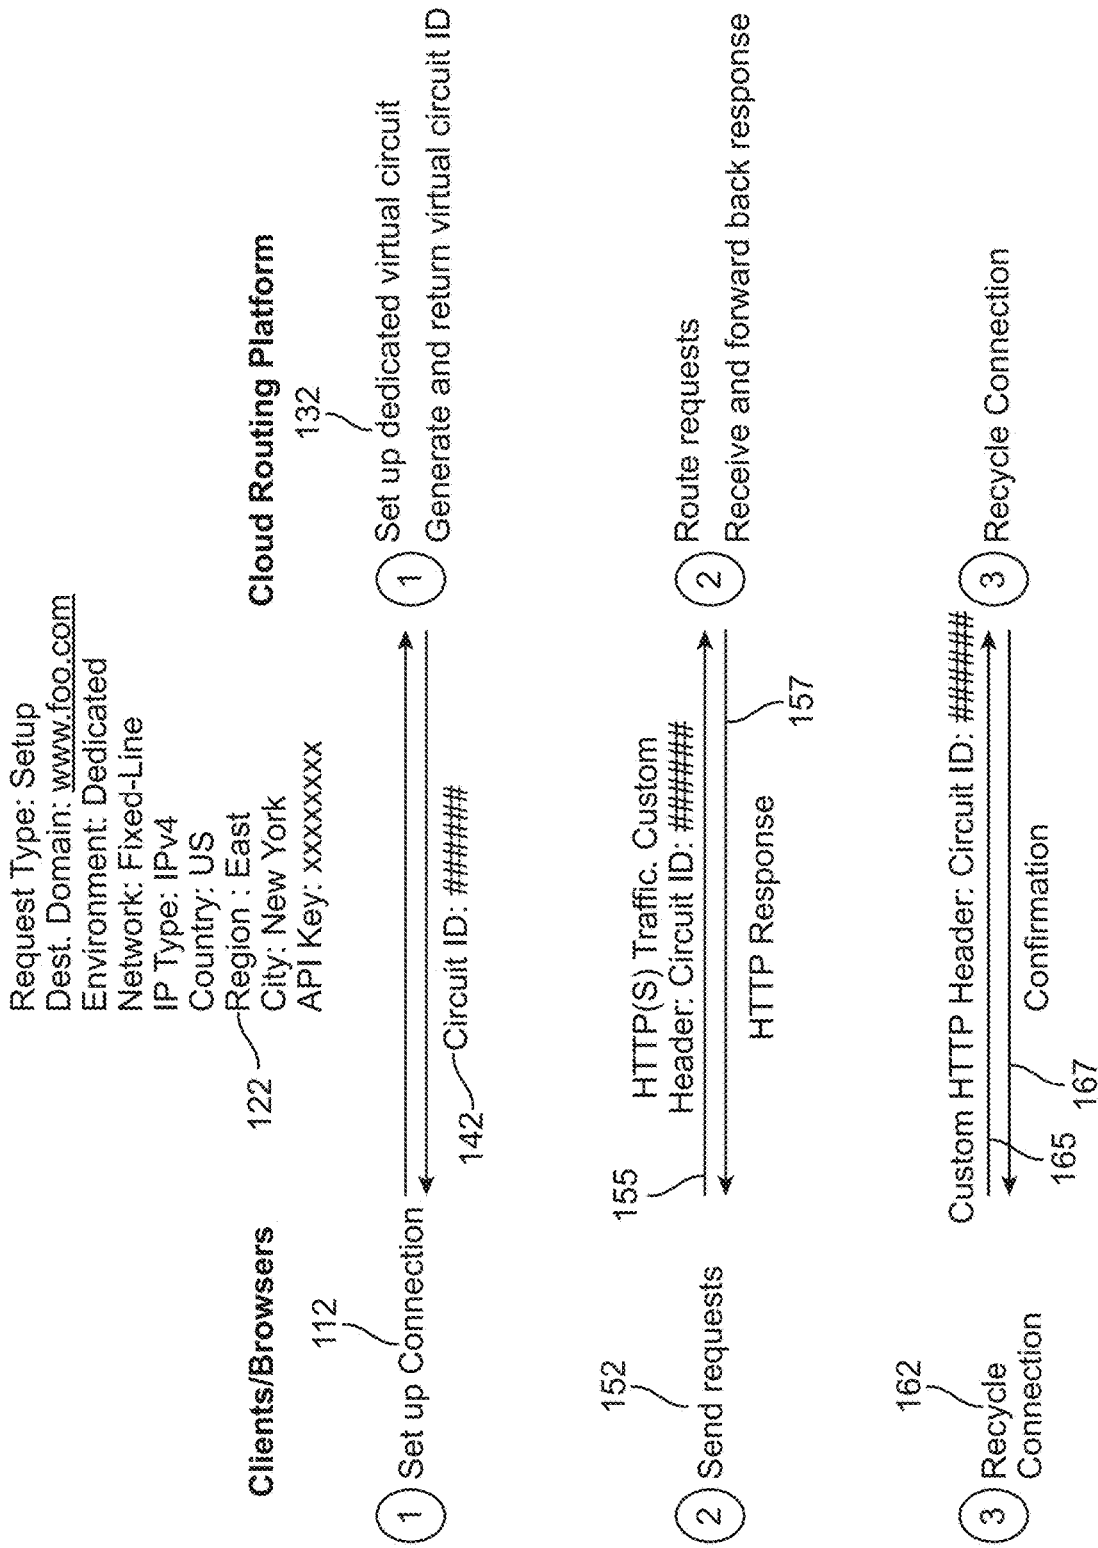 Request Type: Setup
Dest. Domain: www.foo.com
Environment: Dedicated
Network: Fixed-Line
IP Type: IPv4
Country: US
Region : East
City: New York
API Key: xxxxxxxx
122
Clients/Browsers
Cloud Routing Platform
112
132
1
Set up Connection
1
Set up dedicated virtual circuit
Generate and return virtual circuit ID
142
Circuit ID: ######
HTTP(S) Traffic. Custom
Header: Circuit ID: ######
152
155
2
Send requests
2
Route requests
Receive and forward back response
HTTP Response
157
Custom HTTP Header: Circuit ID: ######
162
3
Recycle
Connection
3
Recycle Connection
Confirmation
165
167